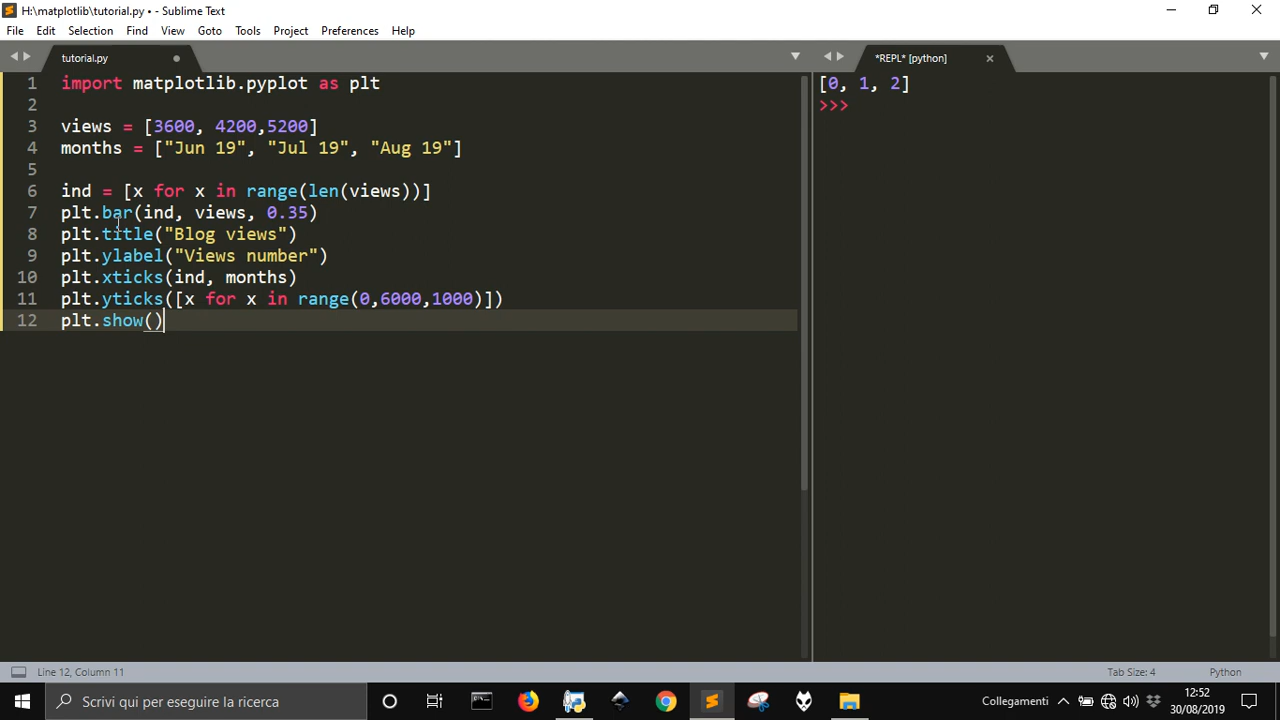 H:\matplotlib\tutorial.py • - Sublime Text
File Edit Selection Find View Goto Tools Project Preferences Help
tutorial.py
*REPL* [python]
1 import matplotlib.pyplot as plt
2
3 views = [3600, 4200,5200]
4 months = ["Jun 19", "Jul 19", "Aug 19"]
5
6 ind = [x for x in range(len(views))]
7 plt.bar(ind, views, 0.35)
8 plt.title("Blog views")
9 plt.ylabel("Views number")
10 plt.xticks(ind, months)
11 plt.yticks([x for x in range(0,6000,1000)])
12 plt.show()
[0, 1, 2]
>>>
Line 12, Column 11
Tab Size: 4
Python
Scrivi qui per eseguire la ricerca
Collegamenti
12:52
30/08/2019